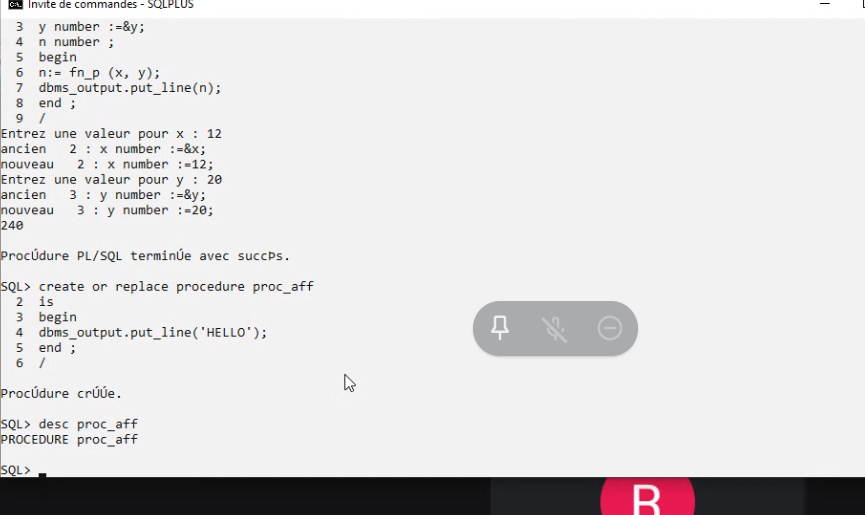 Invite de commandes - SQLPLUS
3 y number :=&y;
4 n number ;
5 begin
6 n:= fn_p (x, y);
7 dbms_output.put_line(n);
8 end ;
9 /
Entrez une valeur pour x : 12
ancien 2 : x number :=&x;
nouveau 2 : x number :=12;
Entrez une valeur pour y : 20
ancien 3 : y number :=&y;
nouveau 3 : y number :=20;
240
ProcÚdure PL/SQL terminÚe avec succÞs.
SQL> create or replace procedure proc_aff
2 is
3 begin
4 dbms_output.put_line('HELLO');
5 end ;
6 /
ProcÚdure crÚÚe.
SQL> desc proc_aff
PROCEDURE proc_aff
SQL>
B